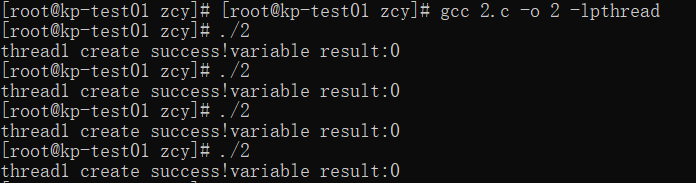 [root@kp-test01 zcy]# [root@kp-test01 zcy]# gcc 2.c -o 2 -lpthread
[root@kp-test01 zcy]# ./2
thread1 create success!variable result:0
[root@kp-test01 zcy]# ./2
thread1 create success!variable result:0
[root@kp-test01 zcy]# ./2
thread1 create success!variable result:0
[root@kp-test01 zcy]# ./2
thread1 create success!variable result:0